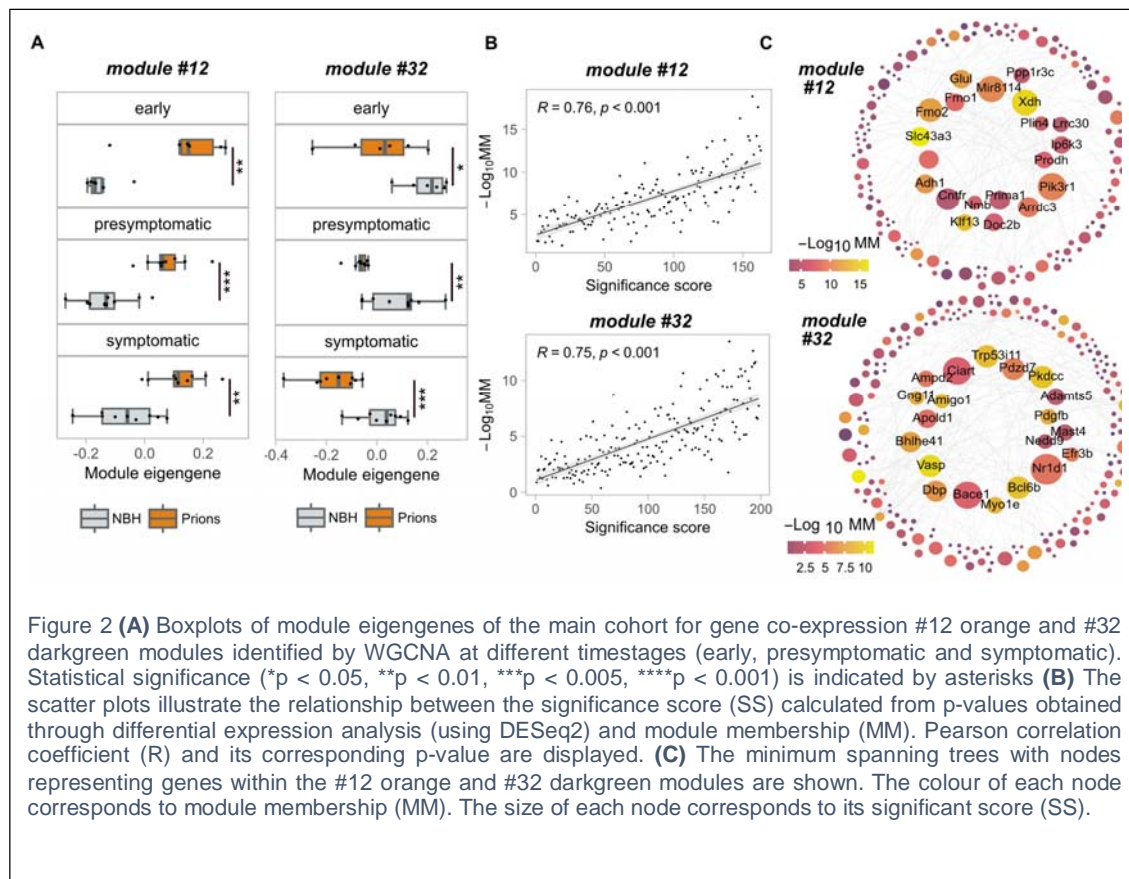 A
module #12
module #32
early
early
**
*
presymptomatic
presymptomatic
***
**
symptomatic
symptomatic
**
***
-0.2
0.0
0.2
-0.4
-0.2
0.0
0.2
Module eigengene
Module eigengene
NBH
Prions
NBH
Prions
B
module #12
R = 0.76, p < 0.001
15
10
5
−Log10MM
0
50
100
150
Significance score
module #32
R = 0.75, p < 0.001
10
5
0
−Log10MM
0
50
100
150
200
Significance score
C
module #12
Glul
Mir8114
Ppp1r3c
Fmo1
Xdh
Fmo2
Plin4
Lrrc30
Slc43a3
Ip6k3
Prodh
Adh1
Cntfr
Prima1
Pik3r1
Nmb
Arrdc3
Klf13
Doc2b
−Log10 MM
5 10 15
module #32
Trp53i11
Ciart
Pdzd7
Ampd2
Pkdcc
Gng11
Amigo1
Adamts5
Apold1
Pdgfb
Mast4
Bhlhe41
Nedd9
Efr3b
Vasp
Nr1d1
Dbp
Bace1
Bcl6b
Myo1e
−Log 10 MM
2.5 5 7.5 10
Figure 2 (A) Boxplots of module eigengenes of the main cohort for gene co-expression #12 orange and #32
darkgreen modules identified by WGCNA at different timestages (early, presymptomatic and symptomatic).
Statistical significance (*p < 0.05, **p < 0.01, ***p < 0.005, ****p < 0.001) is indicated by asterisks (B) The
scatter plots illustrate the relationship between the significance score (SS) calculated from p-values obtained
through differential expression analysis (using DESeq2) and module membership (MM). Pearson correlation
coefficient (R) and its corresponding p-value are displayed. (C) The minimum spanning trees with nodes
representing genes within the #12 orange and #32 darkgreen modules are shown. The colour of each node
corresponds to module membership (MM). The size of each node corresponds to its significant score (SS).